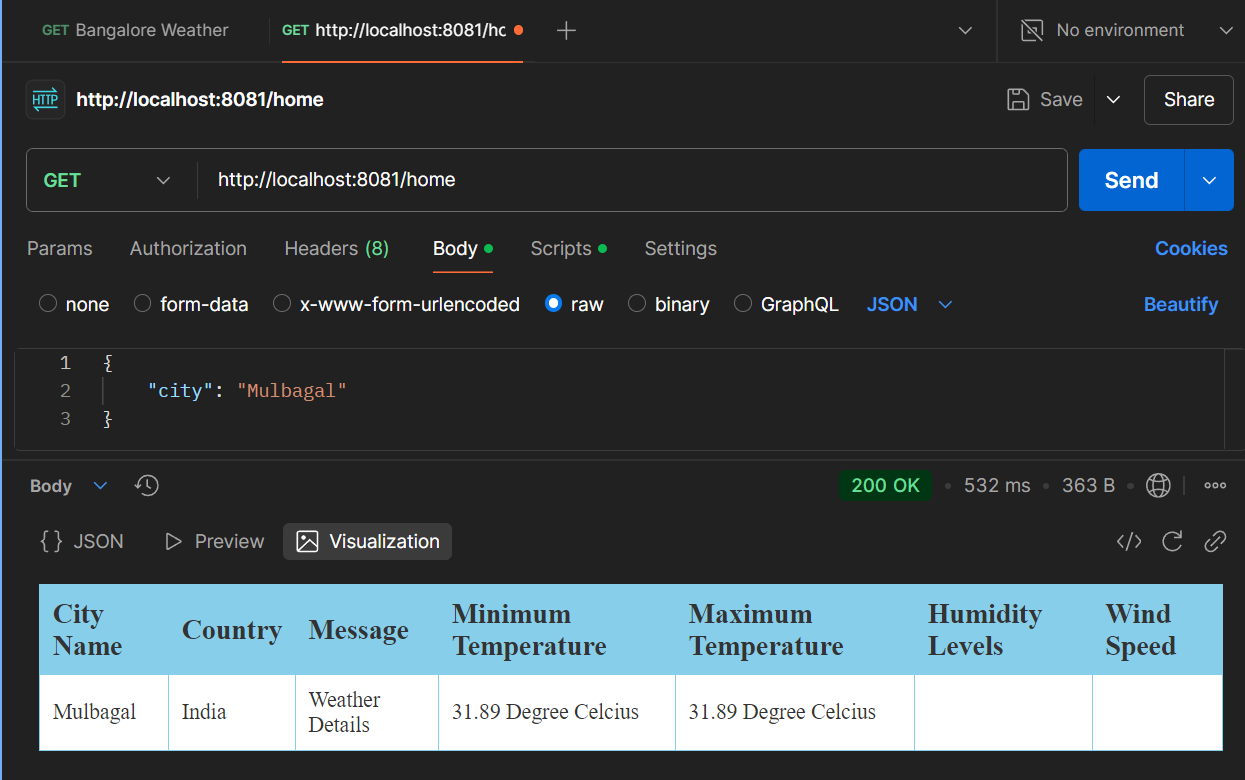 GET Bangalore Weather
GET http://localhost:8081/hc
No environment
HTTP
http://localhost:8081/home
Save
Share
GET
http://localhost:8081/home
Send
Params
Authorization
Headers (8)
Body
Scripts
Settings
Cookies
none
form-data
x-www-form-urlencoded
raw
binary
GraphQL
JSON
Beautify
1 {
2 "city": "Mulbagal"
3 }
Body
200 OK
532 ms
363 B
{} JSON
Preview
Visualization
City
Name
Country
Message
Minimum
Temperature
Maximum
Temperature
Humidity
Levels
Wind
Speed
Mulbagal
India
Weather
Details
31.89 Degree Celcius
31.89 Degree Celcius